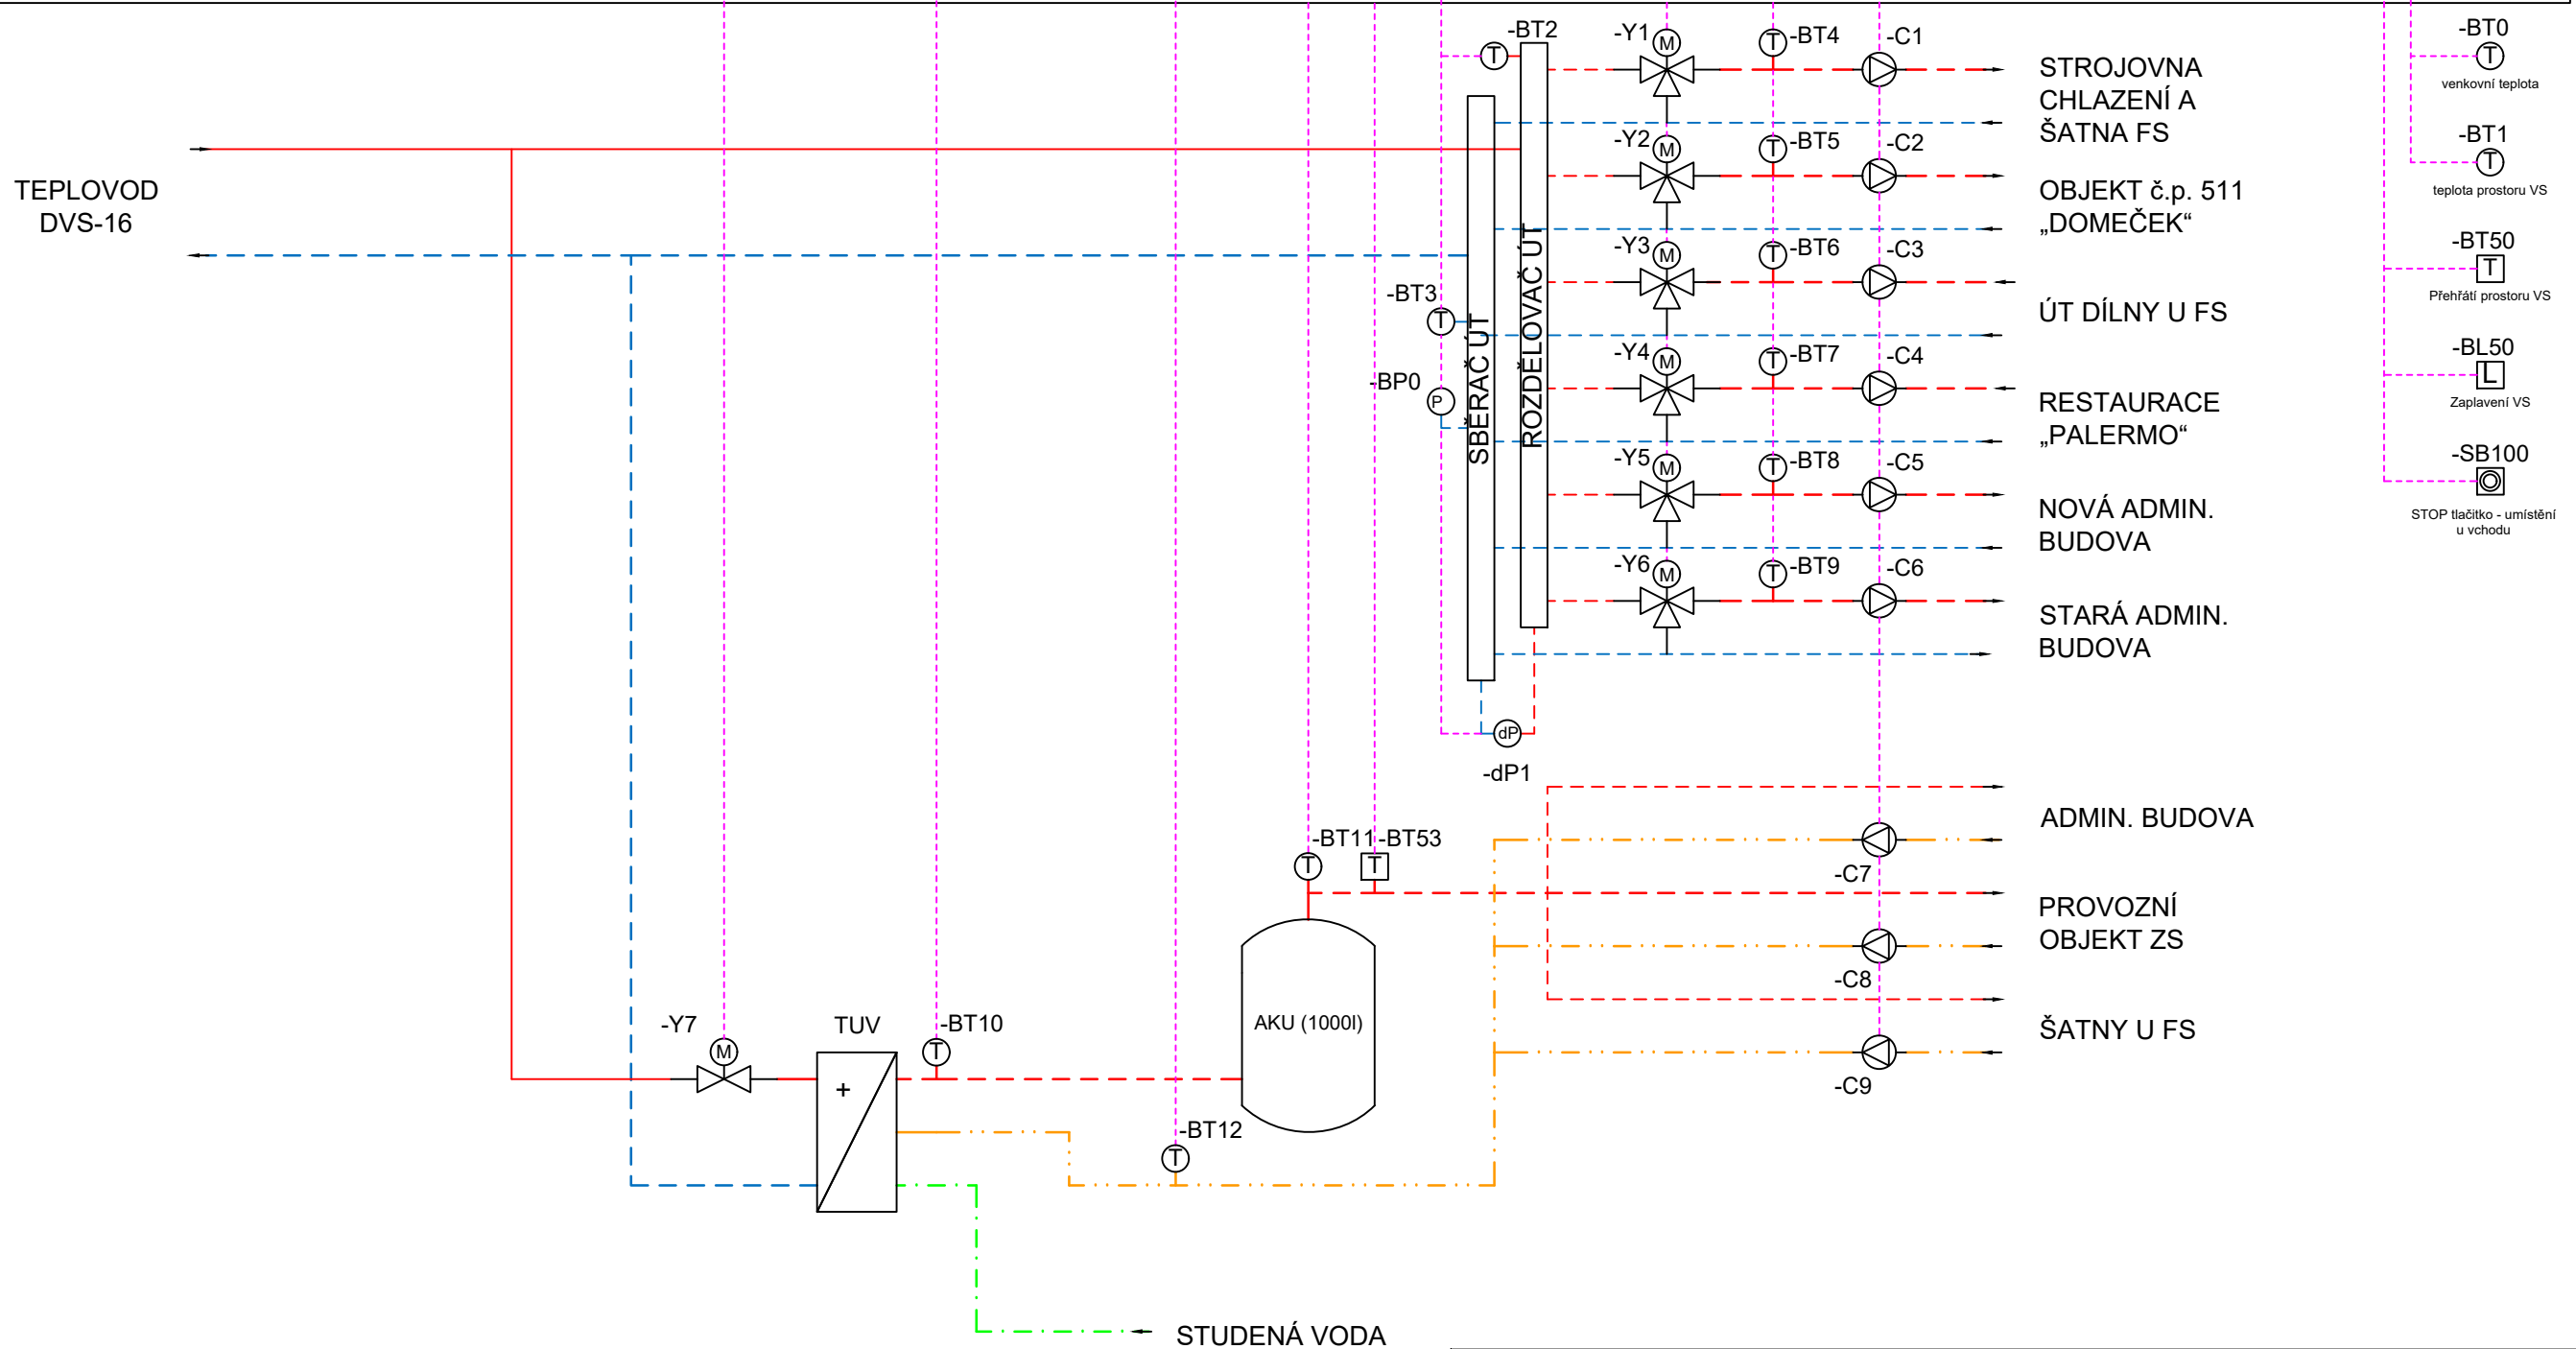 TEPLOVOD
DVS-16
-BT2
-BT3
-BP0
SBĚRAČ ÚT
ROZDĚLOVAČ ÚT
-dP1
dP
T
T
P
-Y1
M
-BT4
T
-C1
STROJOVNA
CHLAZENÍ A
ŠATNA FS
-Y2
M
-BT5
T
-C2
OBJEKT č.p. 511
„DOMEČEK“
-Y3
M
-BT6
T
-C3
ÚT DÍLNY U FS
-Y4
M
-BT7
T
-C4
RESTAURACE
„PALERMO“
-Y5
M
-BT8
T
-C5
NOVÁ ADMIN.
BUDOVA
-Y6
M
-BT9
T
-C6
STARÁ ADMIN.
BUDOVA
-BT0
T
venkovní teplota
-BT1
T
teplota prostoru VS
-BT50
T
Přehřátí prostoru VS
-BL50
L
Zaplavení VS
-SB100
STOP tlačitko - umístění
u vchodu
-BT11
T
-BT53
T
ADMIN. BUDOVA
-C7
PROVOZNÍ
OBJEKT ZS
-C8
ŠATNY U FS
-C9
-Y7
M
TUV
+
-BT10
T
AKU (1000l)
-BT12
T
STUDENÁ VODA